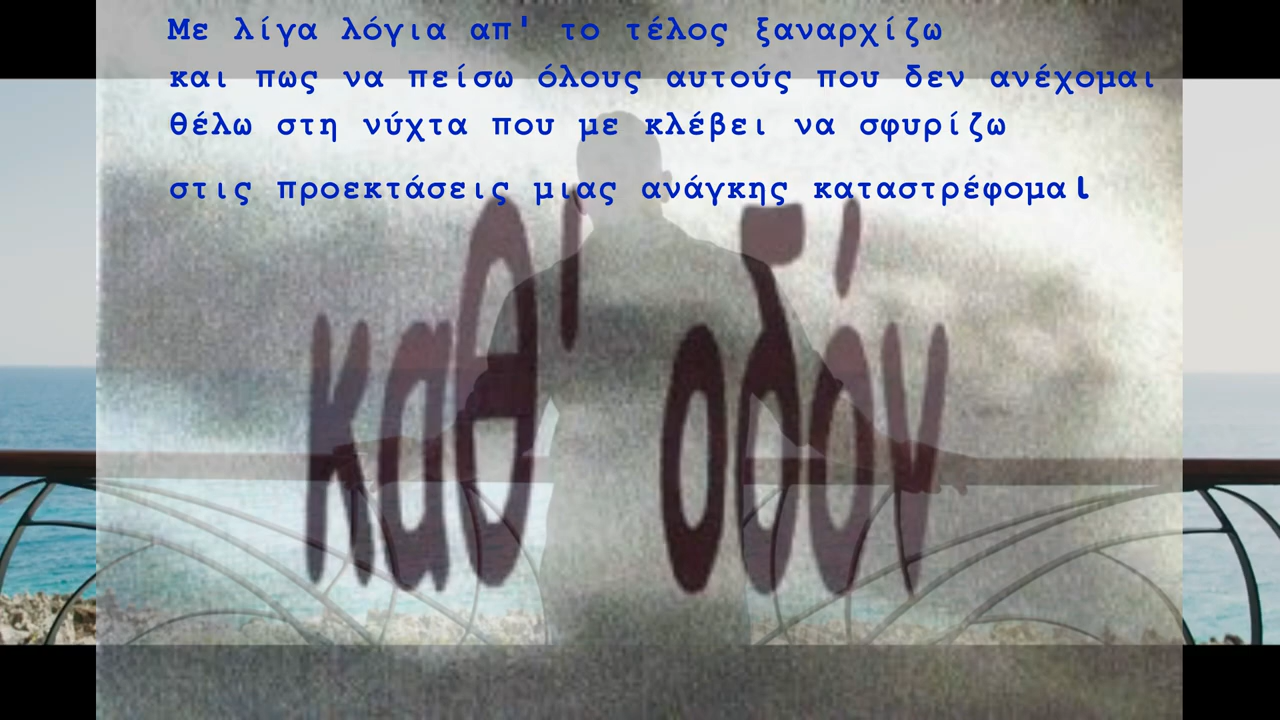 Με λίγα λόγια απ' το τέλος ξαναρχίζω
και πως να πείσω όλους αυτούς που δεν ανέχομαι
θέλω στη νύχτα που με κλέβει να σφυρίζω
στις προεκτάσεις μιας ανάγκης καταστρέφομαι
καθ' οδόν